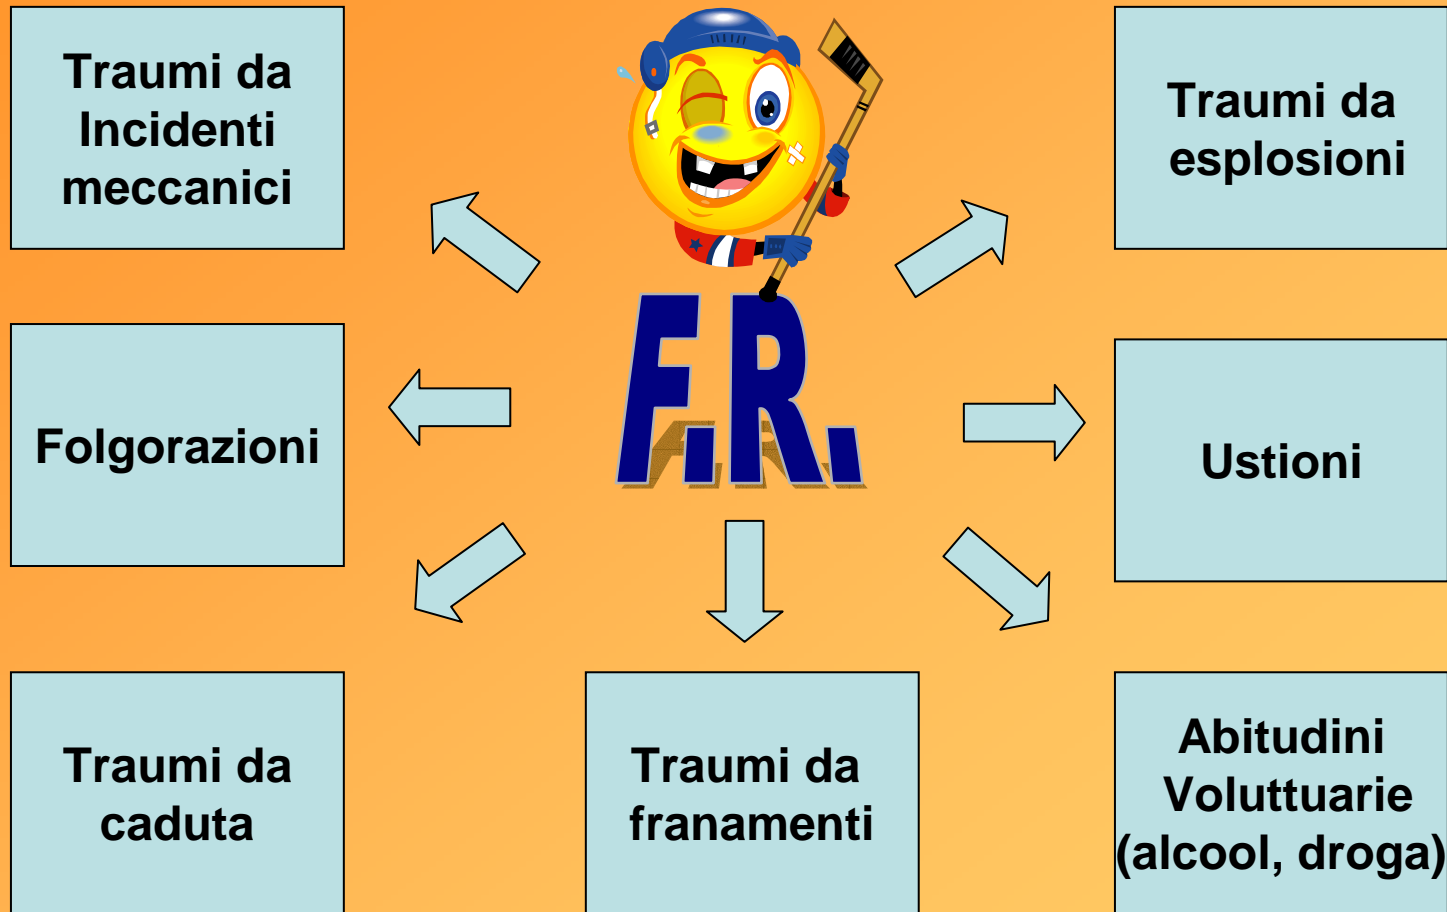 Traumi da
Incidenti
meccanici
Traumi da
esplosioni
F.R.
Folgorazioni
Ustioni
Traumi da
caduta
Traumi da
franamenti
Abitudini
Voluttuarie
(alcool, droga)